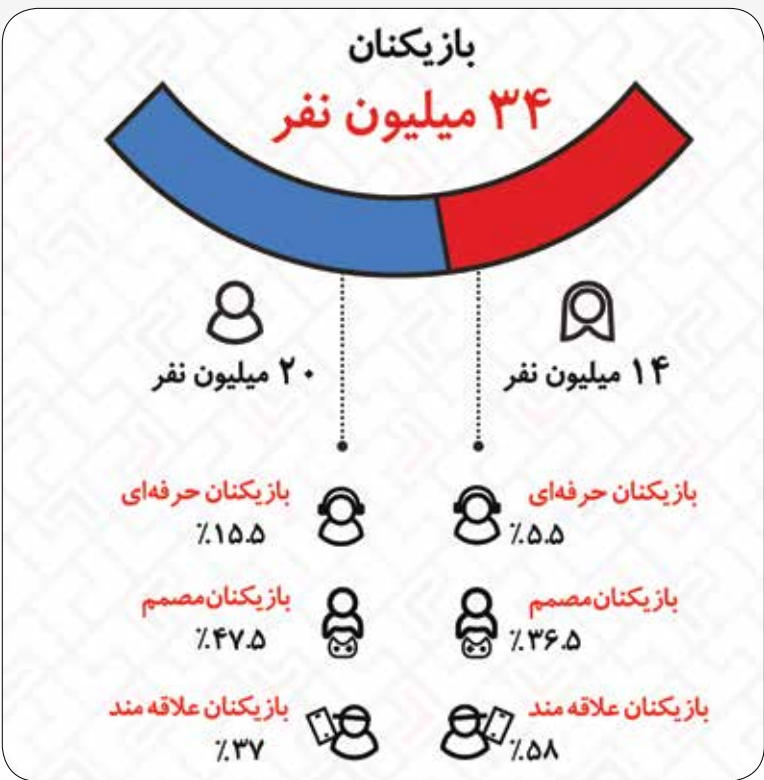 بازیکنان
۳۴ میلیون نفر
۱۴ میلیون نفر
۲۰ میلیون نفر
بازیکنان حرفه‌ای
٪۵.۵
بازیکنان مصمم
٪۳۶.۵
بازیکنان علاقه مند
٪۵۸
بازیکنان حرفه‌ای
٪۱۵.۵
بازیکنان مصمم
٪۴۷.۵
بازیکنان علاقه مند
٪۳۷